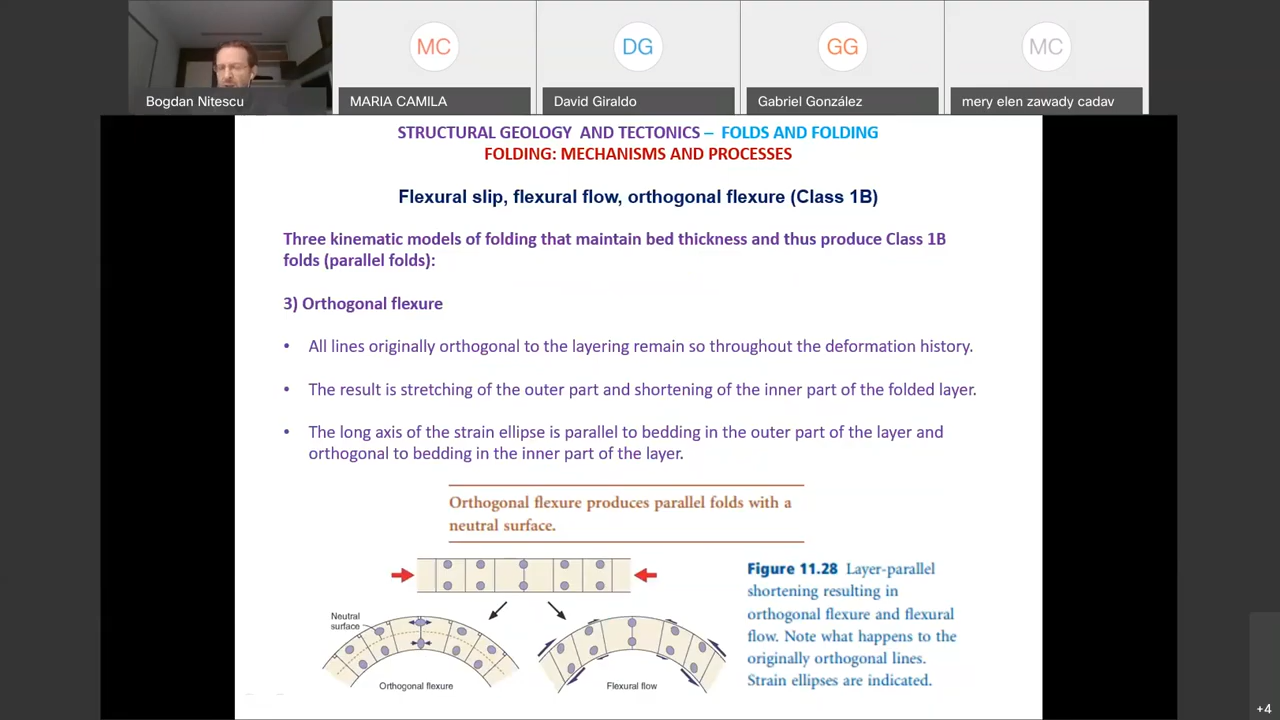 MC
DG
GG
MC
Bogdan Nitescu
MARIA CAMILA
David Giraldo
Gabriel González
mery elen zawady cadav
STRUCTURAL GEOLOGY AND TECTONICS – FOLDS AND FOLDING
FOLDING: MECHANISMS AND PROCESSES
Flexural slip, flexural flow, orthogonal flexure (Class 1B)
Three kinematic models of folding that maintain bed thickness and thus produce Class 1B
folds (parallel folds):
3) Orthogonal flexure
• All lines originally orthogonal to the layering remain so throughout the deformation history.
• The result is stretching of the outer part and shortening of the inner part of the folded layer.
• The long axis of the strain ellipse is parallel to bedding in the outer part of the layer and
orthogonal to bedding in the inner part of the layer.
Orthogonal flexure produces parallel folds with a
neutral surface.
Neutral
surface
Orthogonal flexure
Flexural flow
Figure 11.28 Layer-parallel
shortening resulting in
orthogonal flexure and flexural
flow. Note what happens to the
originally orthogonal lines.
Strain ellipses are indicated.
+4